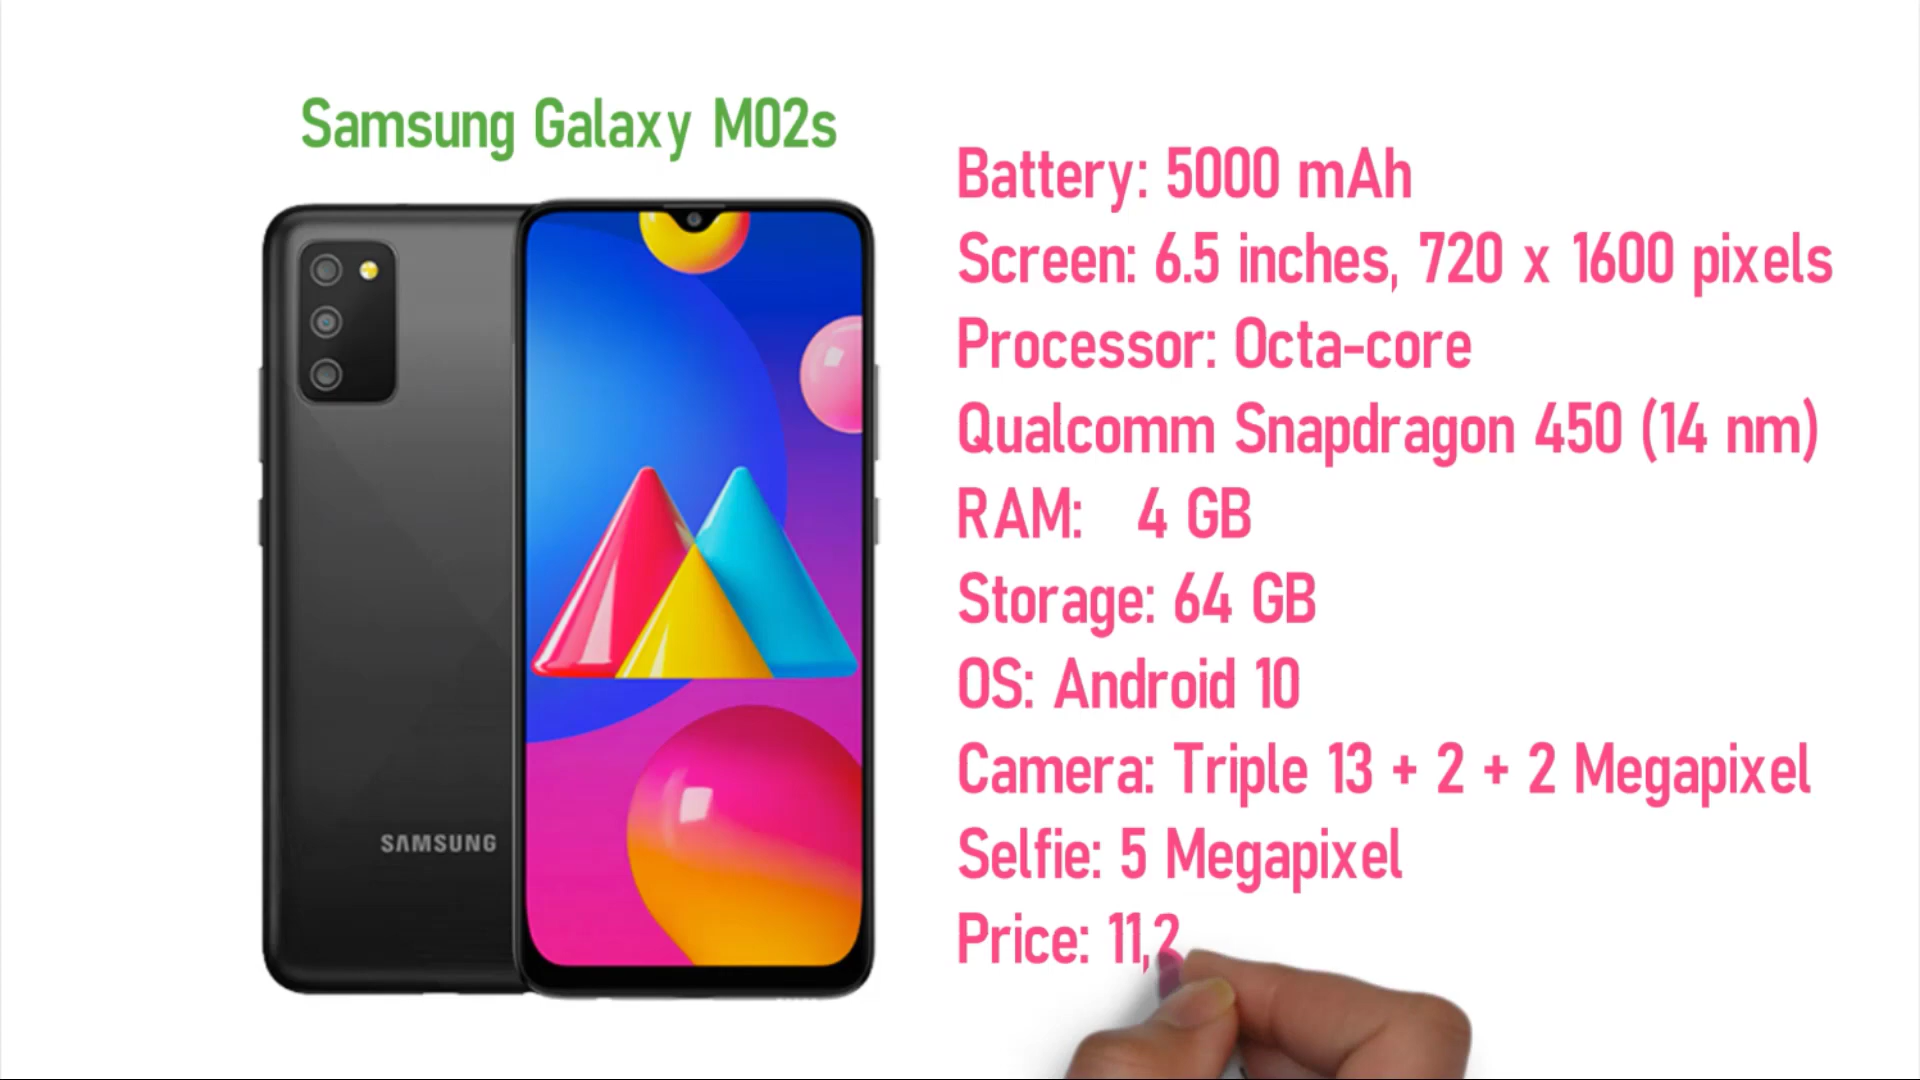 Samsung Galaxy M02s
Battery: 5000 mAh
Screen: 6.5 inches, 720 x 1600 pixels
Processor: Octa-core
Qualcomm Snapdragon 450 (14 nm)
RAM: 4 GB
Storage: 64 GB
OS: Android 10
Camera: Triple 13 + 2 + 2 Megapixel
Selfie: 5 Megapixel
Price: 11,2
SAMSUNG